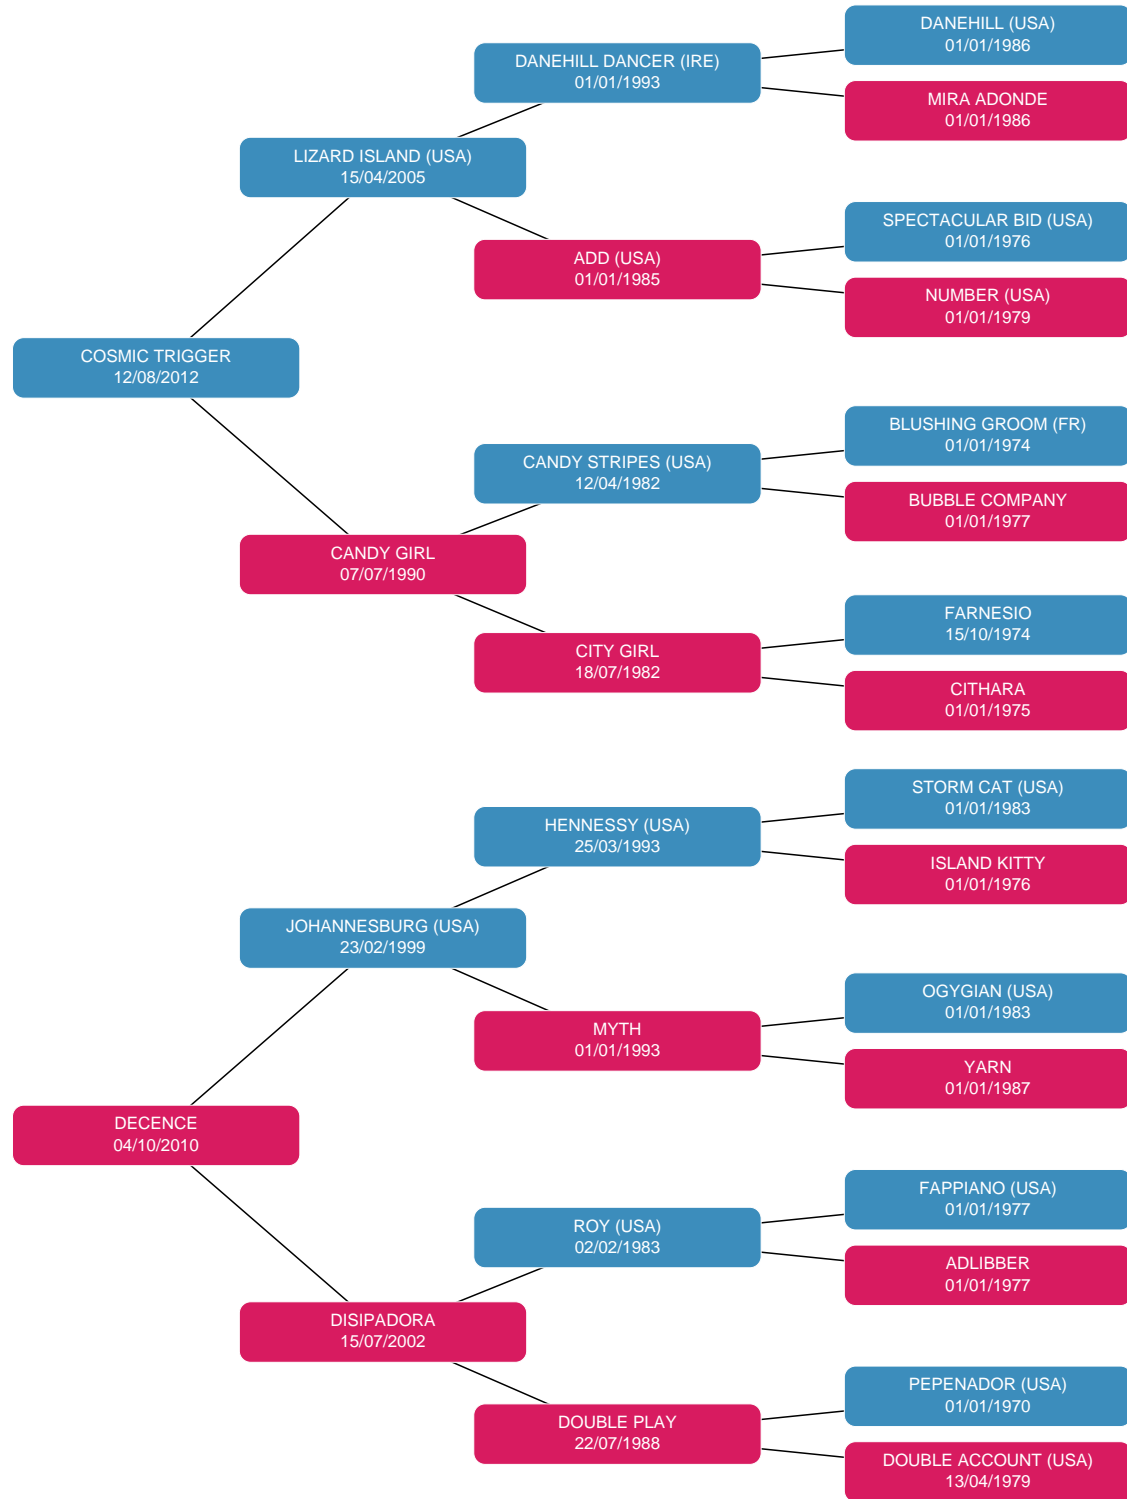 DANEHILL (USA)
01/01/1986
DANEHILL DANCER (IRE)
01/01/1993
MIRA ADONDE
01/01/1986
LIZARD ISLAND (USA)
15/04/2005
SPECTACULAR BID (USA)
01/01/1976
ADD (USA)
01/01/1985
NUMBER (USA)
01/01/1979
COSMIC TRIGGER
12/08/2012
BLUSHING GROOM (FR)
01/01/1974
CANDY STRIPES (USA)
12/04/1982
BUBBLE COMPANY
01/01/1977
CANDY GIRL
07/07/1990
FARNESIO
15/10/1974
CITY GIRL
18/07/1982
CITHARA
01/01/1975
STORM CAT (USA)
01/01/1983
HENNESSY (USA)
25/03/1993
ISLAND KITTY
01/01/1976
JOHANNESBURG (USA)
23/02/1999
OGYGIAN (USA)
01/01/1983
MYTH
01/01/1993
YARN
01/01/1987
DECENCE
04/10/2010
FAPPIANO (USA)
01/01/1977
ROY (USA)
02/02/1983
ADLIBBER
01/01/1977
DISIPADORA
15/07/2002
PEPENADOR (USA)
01/01/1970
DOUBLE PLAY
22/07/1988
DOUBLE ACCOUNT (USA)
13/04/1979